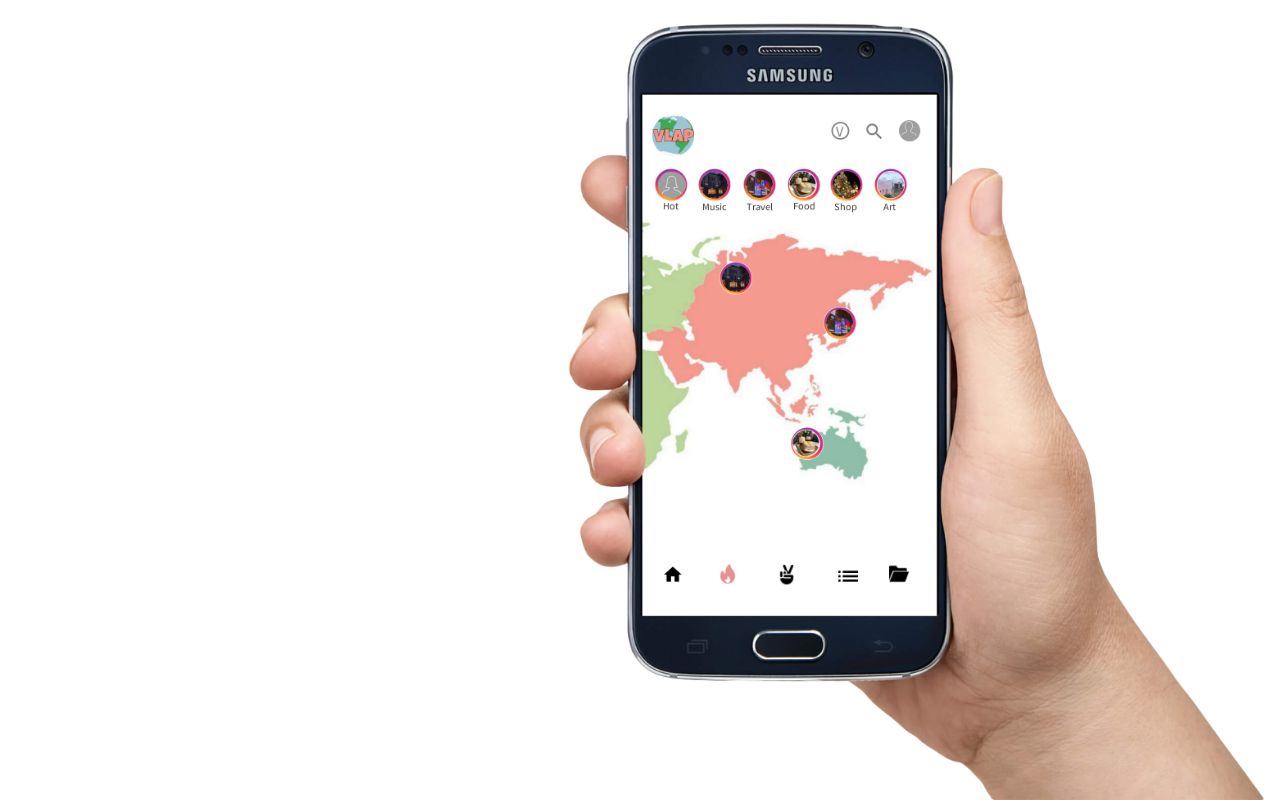 SAMSUNG
VLAP
V
Hot Music Travel Food Shop Art